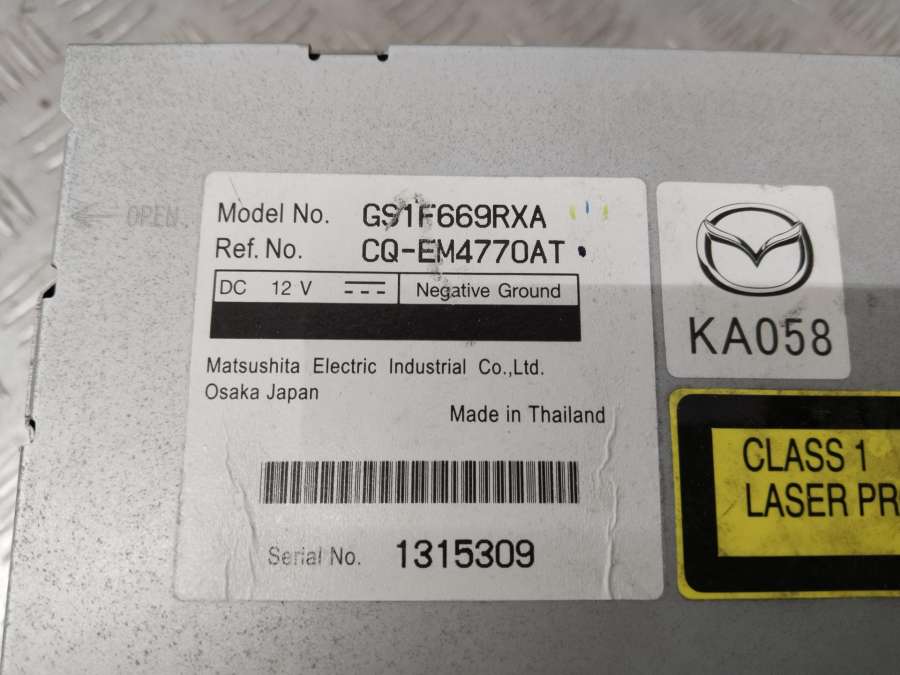 OPEN
Model No. GS1F669RXA
Ref. No. CQ-EM4770AT
DC 12 V Negative Ground
Matsushita Electric Industrial Co.,Ltd.
Osaka Japan
Made in Thailand
Serial No. 1315309
KA058
CLASS 1
LASER PR